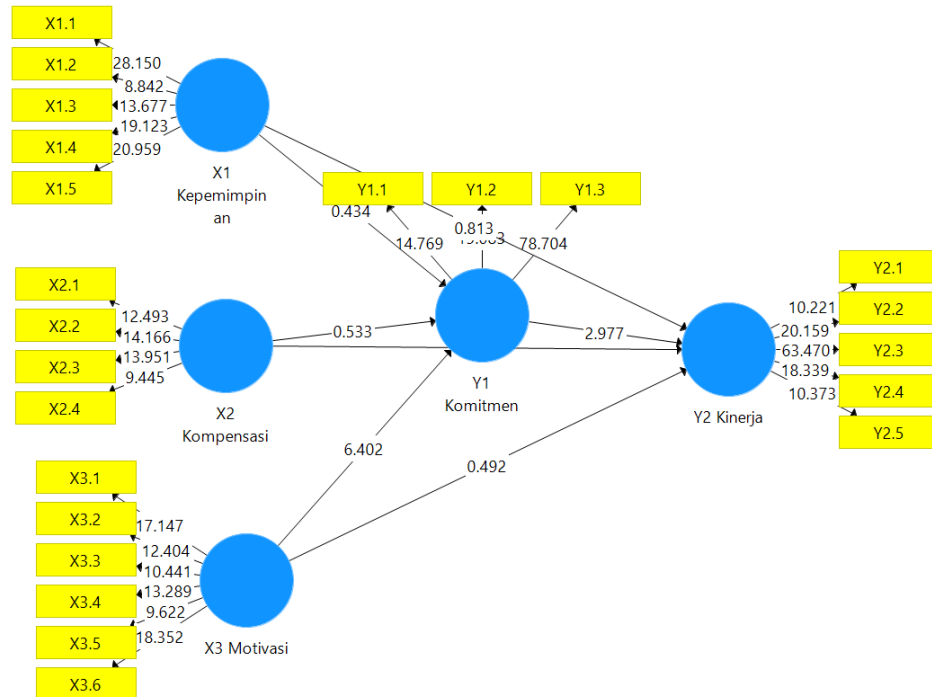 X1.1
X1.2
X1.3
X1.4
X1.5
28.150
8.842
13.677
19.123
20.959
X1
Kepemimpin
an
Y1.1
Y1.2
Y1.3
0.434
14.769
0.813
78.704
X2.1
X2.2
X2.3
X2.4
12.493
14.166
13.951
9.445
X2
Kompensasi
0.533
Y1
Komitmen
2.977
Y2 Kinerja
10.221
20.159
63.470
18.339
10.373
Y2.1
Y2.2
Y2.3
Y2.4
Y2.5
6.402
0.492
X3.1
X3.2
X3.3
X3.4
X3.5
X3.6
17.147
12.404
10.441
13.289
9.622
18.352
X3 Motivasi